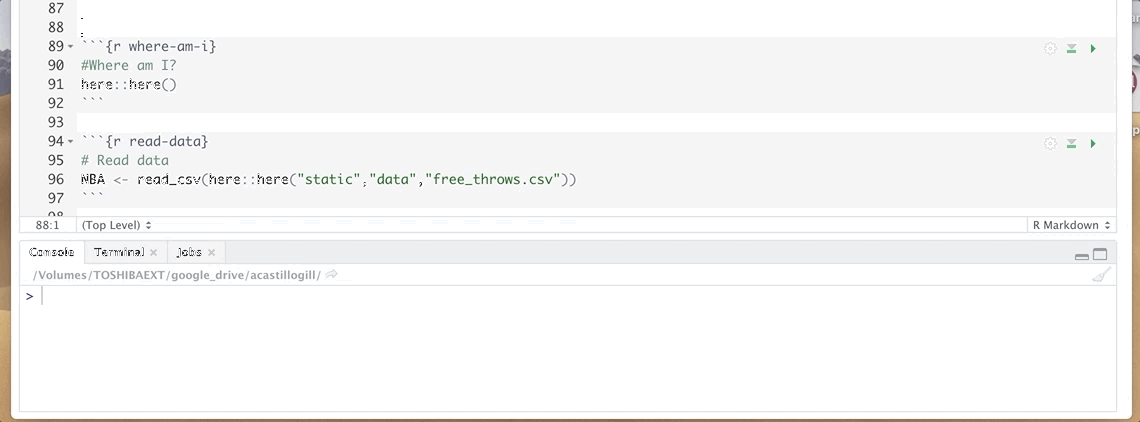 87
88
89 ```{r where-am-i}
90 #Where am I?
91 here::here()
92 ```
93
94 ```{r read-data}
95 # Read data
96 NBA <- read_csv(here::here("static","data","free_throws.csv"))
97 ```
88:1 (Top Level) R Markdown
Console Terminal × Jobs ×
/Volumes/TOSHIBAEXT/google_drive/acastillogill/
>